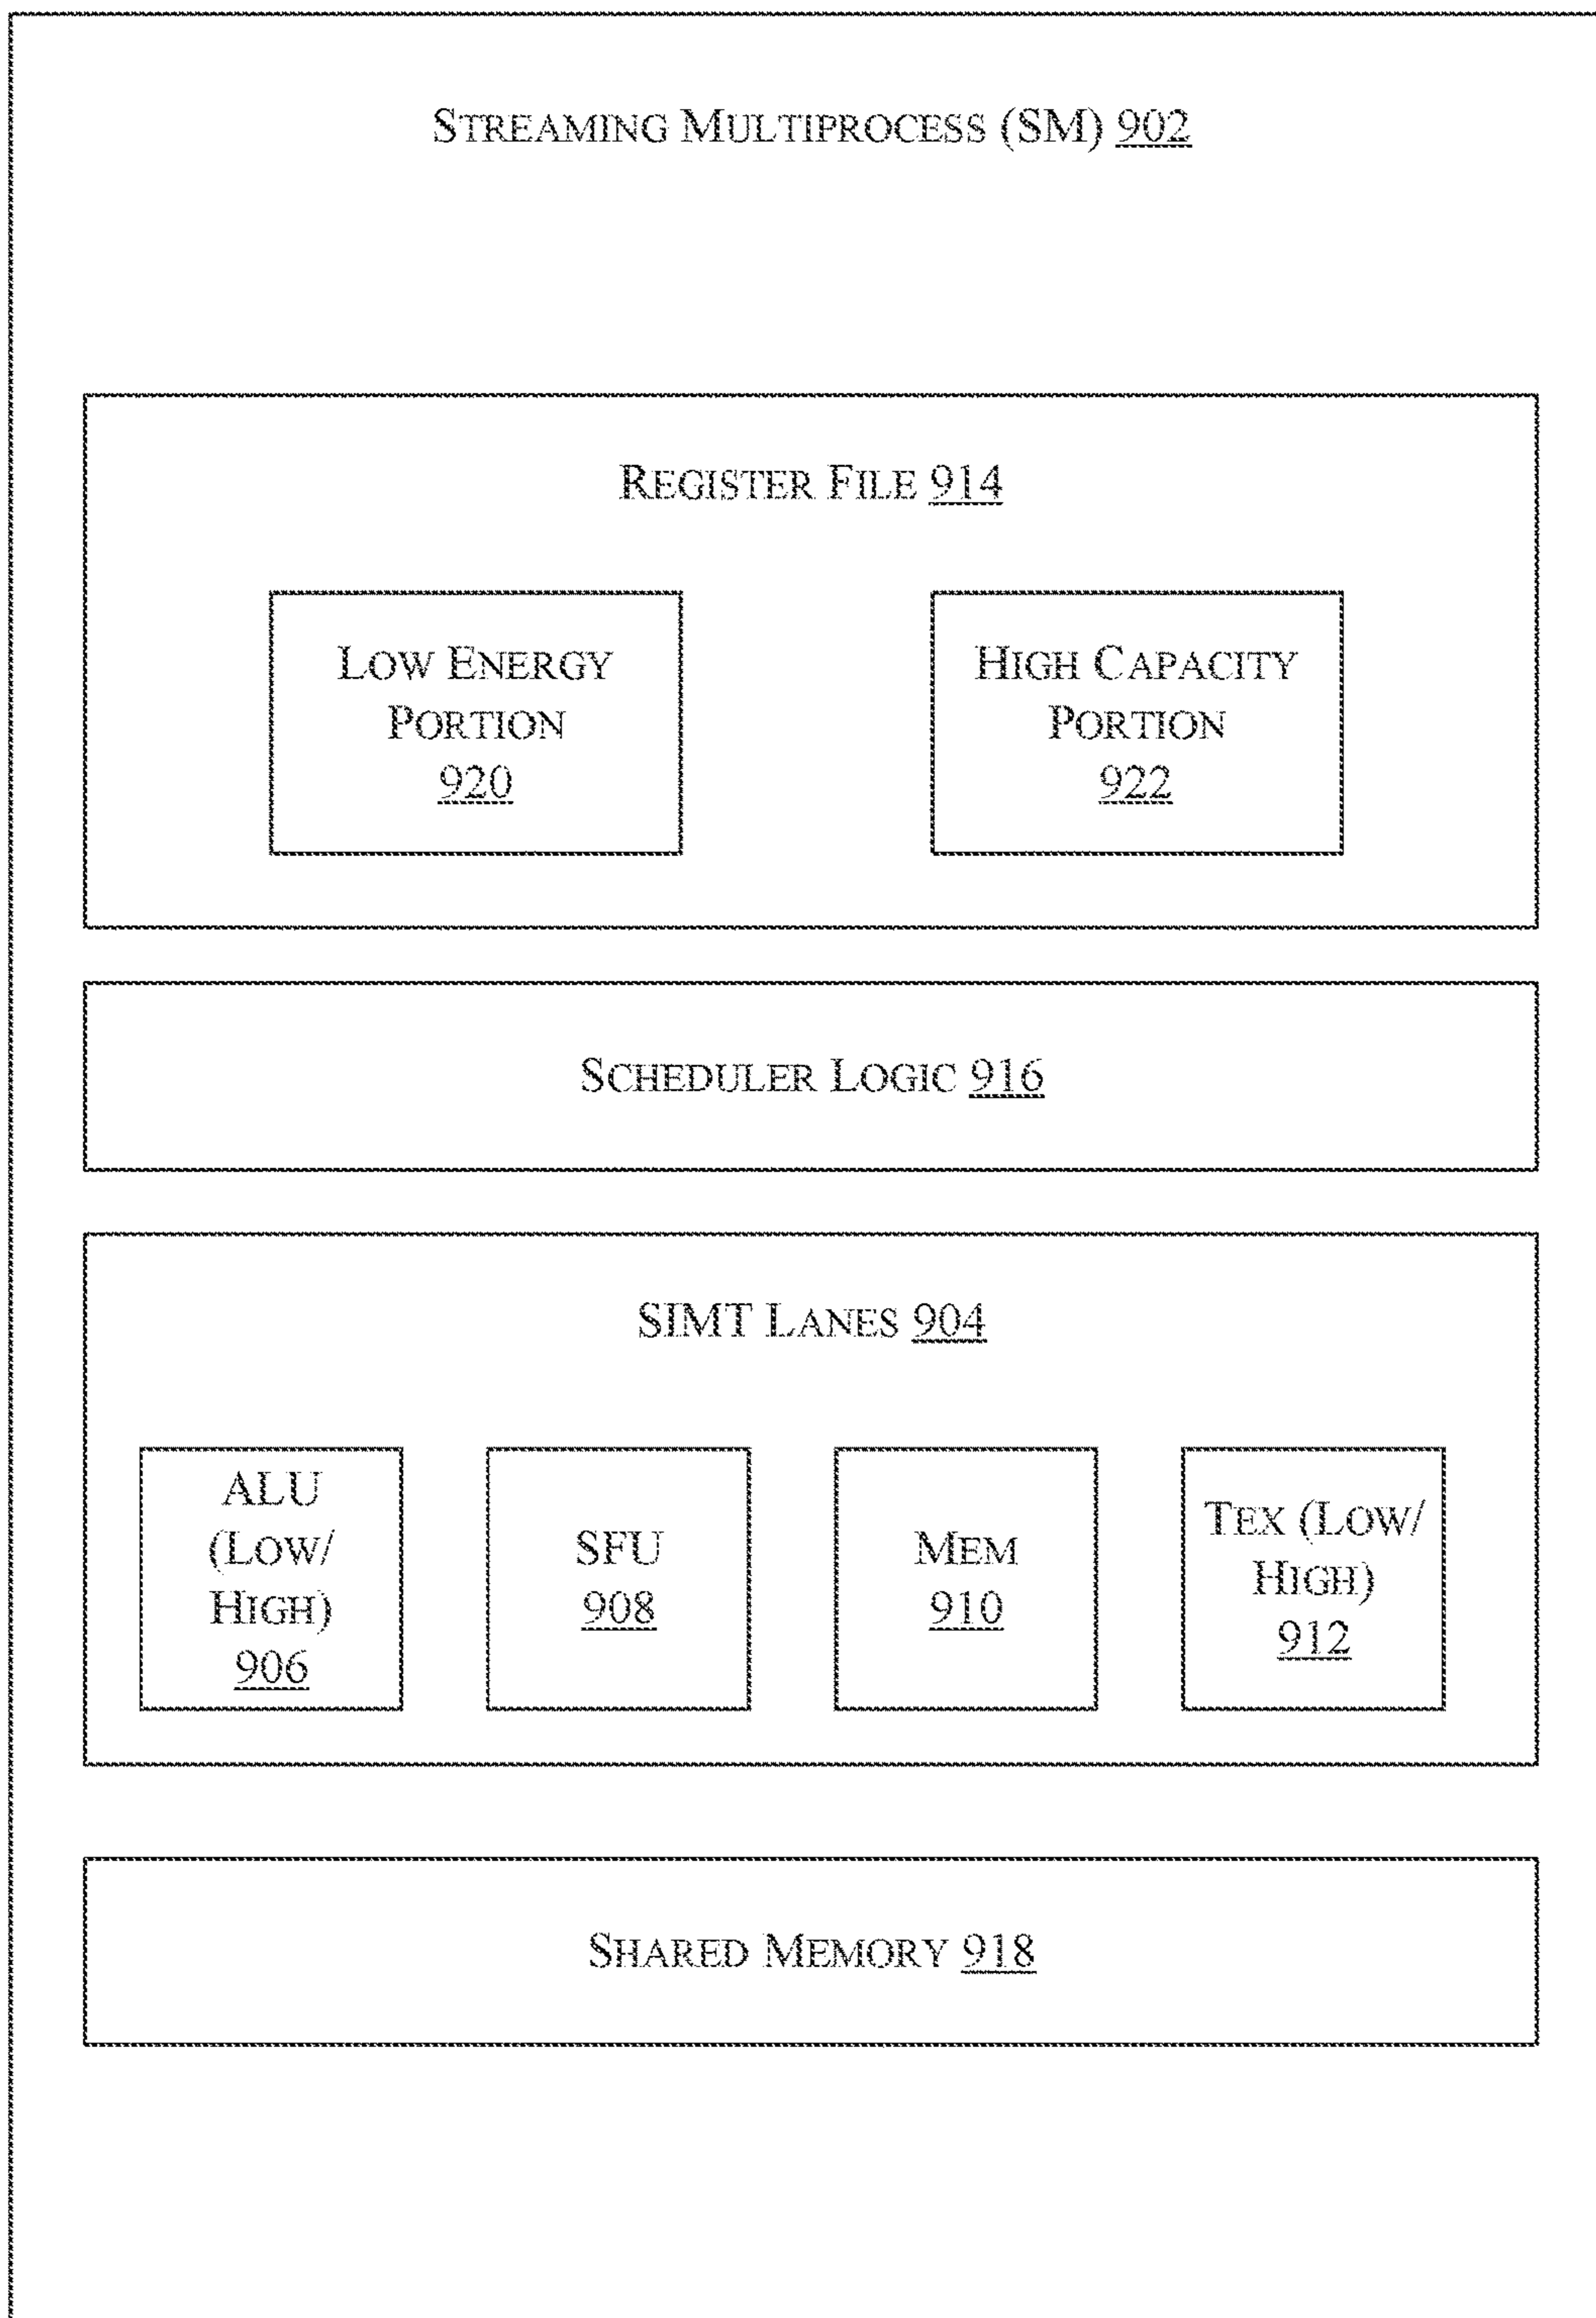 STREAMING MULTIPROCESS (SM) 902
REGISTER FILE 914
LOW ENERGY
PORTION
920
HIGH CAPACITY
PORTION
922
SCHEDULER LOGIC 916
SIMT LANES 904
ALU
(LOW/
HIGH)
906
SFU
908
MEM
910
TEX (LOW/
HIGH)
912
SHARED MEMORY 918